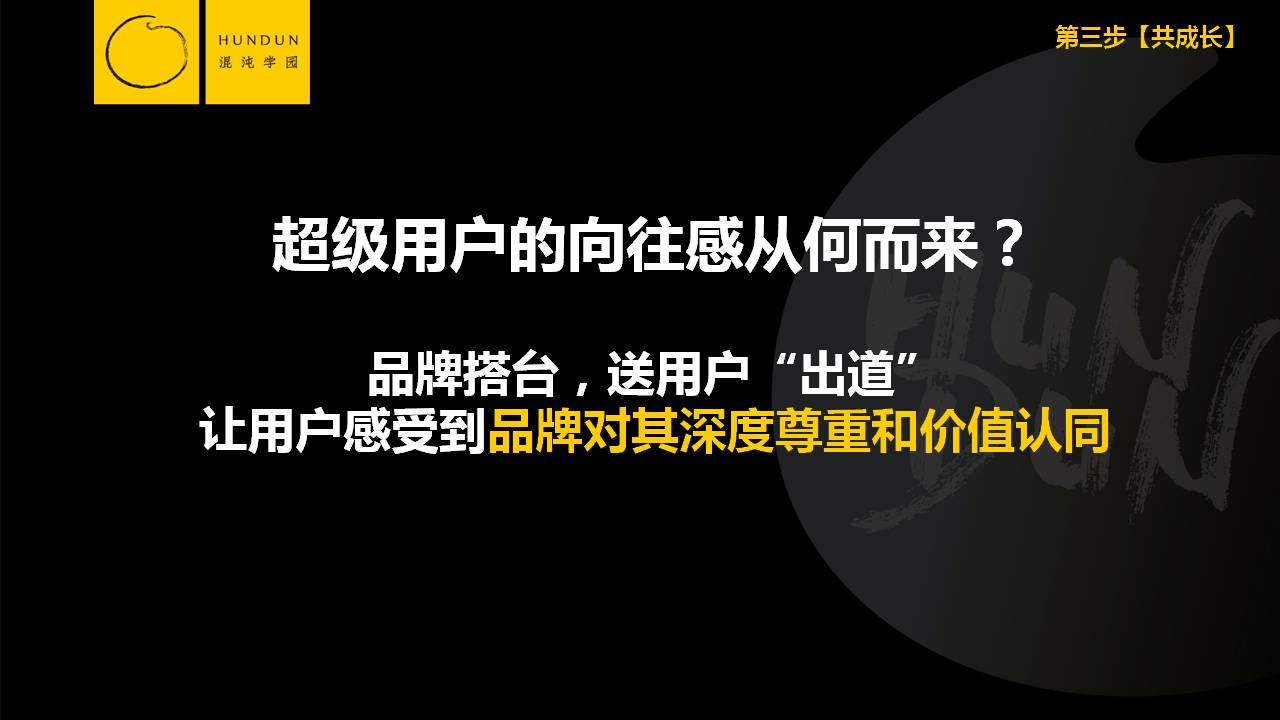 HUNDUN
混沌学园
第三步【共成长】
超级用户的向往感从何而来？
品牌搭台，送用户“出道”
让用户感受到品牌对其深度尊重和价值认同
HUN
DUN